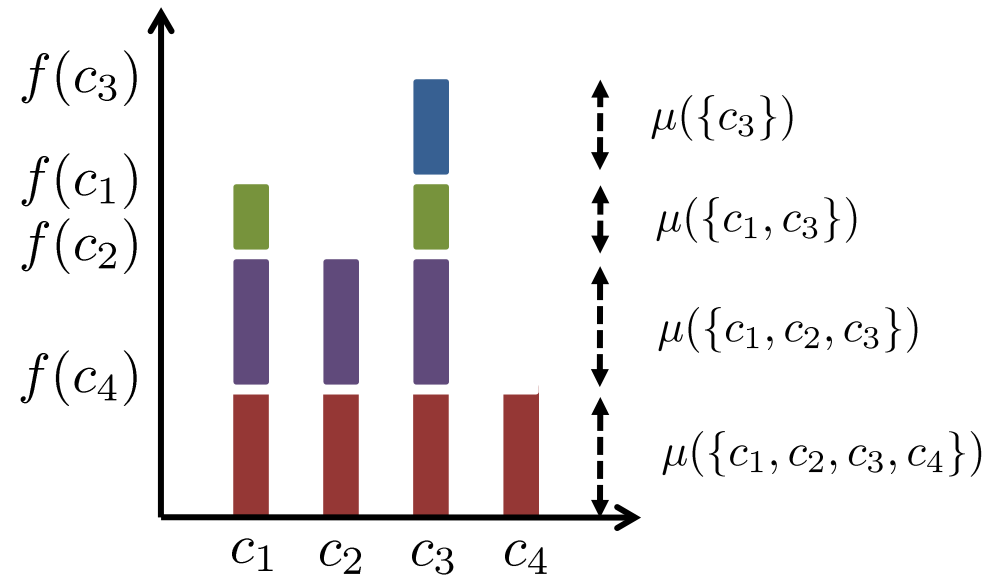 f(c₃)
f(c₁)
f(c₂)
f(c₄)
μ({c₃})
μ({c₁, c₃})
μ({c₁, c₂, c₃})
μ({c₁, c₂, c₃, c₄})
c₁ c₂ c₃ c₄